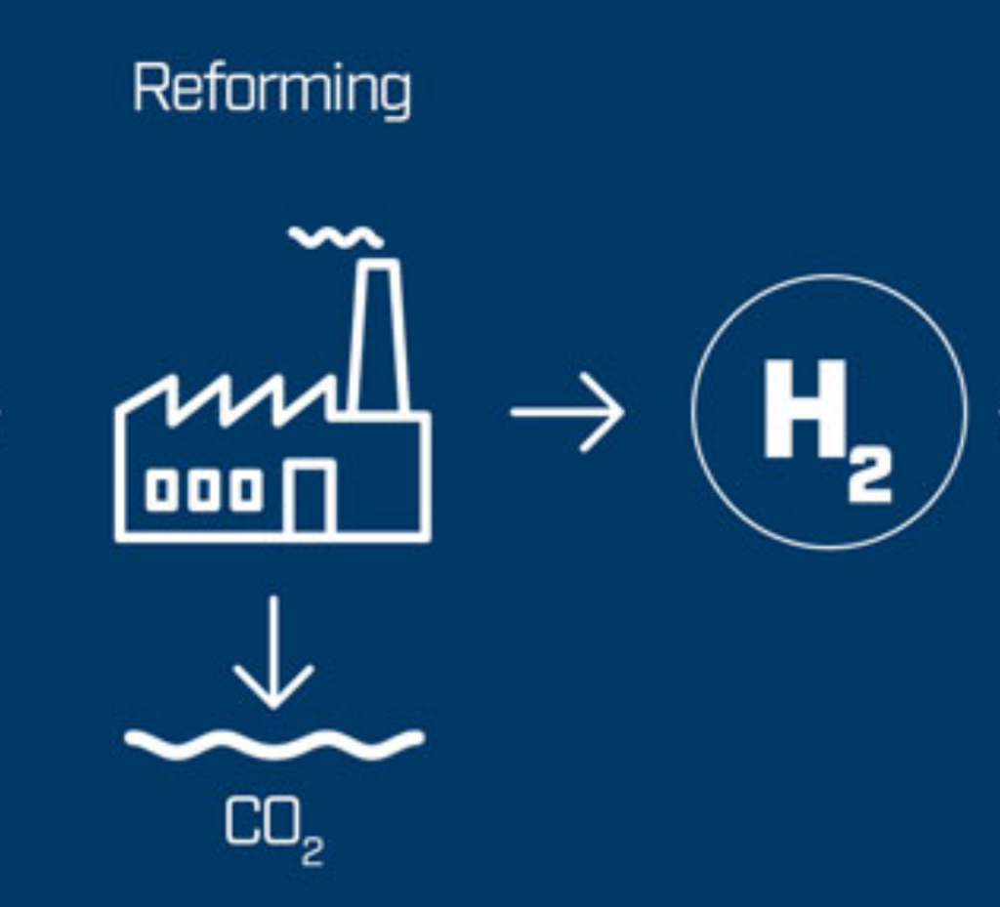 Reforming
H₂
CO₂